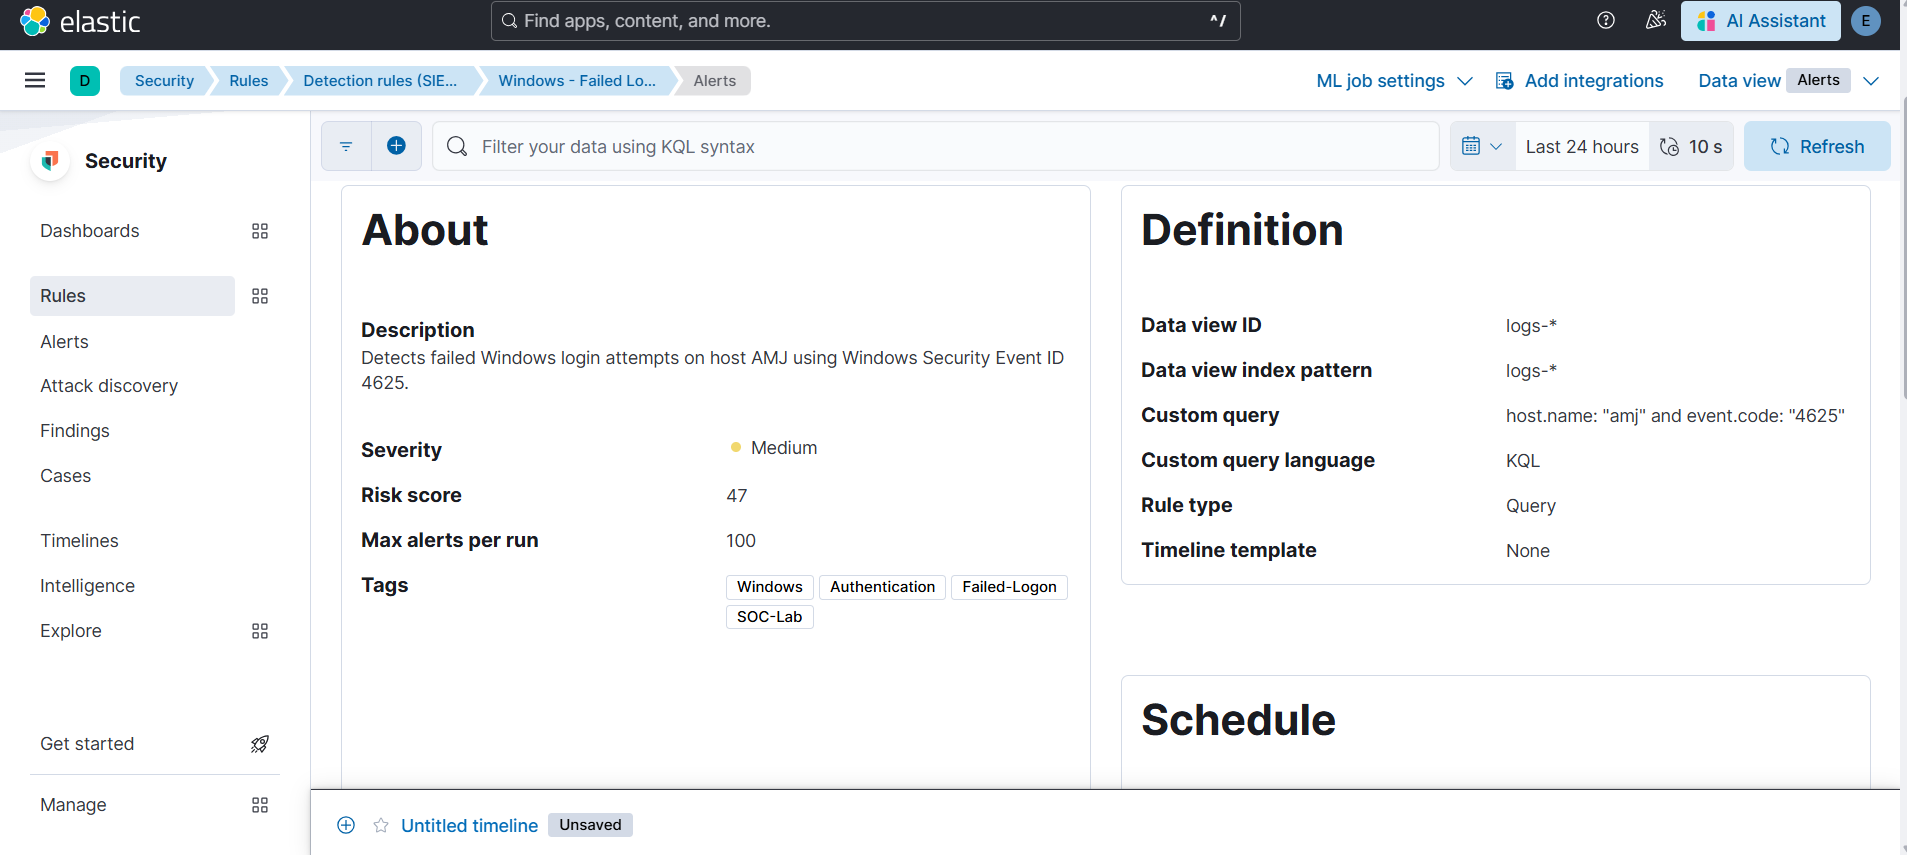 elastic
Find apps, content, and more.
^/
AI Assistant
E
D
Security
Rules
Detection rules (SIE...
Windows - Failed Lo...
Alerts
ML job settings
Add integrations
Data view
Alerts
Security
Filter your data using KQL syntax
Last 24 hours
10 s
Refresh
Dashboards
Rules
Alerts
Attack discovery
Findings
Cases
Timelines
Intelligence
Explore
Get started
Manage
About
Description
Detects failed Windows login attempts on host AMJ using Windows Security Event ID
4625.
Severity
Medium
Risk score
47
Max alerts per run
100
Tags
Windows
Authentication
Failed-Logon
SOC-Lab
Definition
Data view ID
logs-*
Data view index pattern
logs-*
Custom query
host.name: "amj" and event.code: "4625"
Custom query language
KQL
Rule type
Query
Timeline template
None
Schedule
Untitled timeline
Unsaved